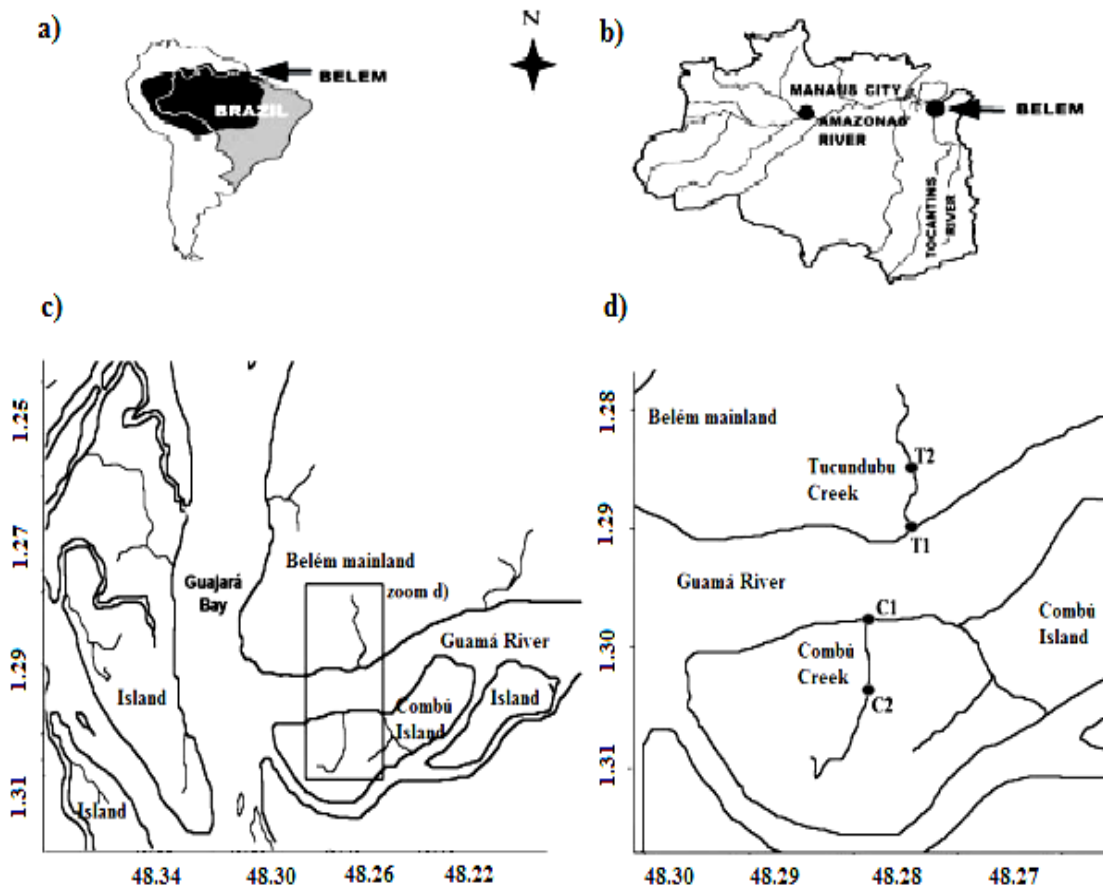 a)
BELEM
BRAZIL
N
b)
MANAUS CITY
AMAZONAS
RIVER
BELEM
TIOCANTINIS
RIVER
c)
1.25
1.27
1.29
1.31
Guajará
Bay
Belém mainland
zoom d)
Guamá River
Island
Combú
Island
Island
Island
48.34
48.30
48.26
48.22
d)
1.28
1.29
1.30
1.31
Belém mainland
T2
Tucundubu
Creek
T1
Guamá River
C1
Combú
Island
Combú
Creek
C2
48.30
48.28
48.28
48.27